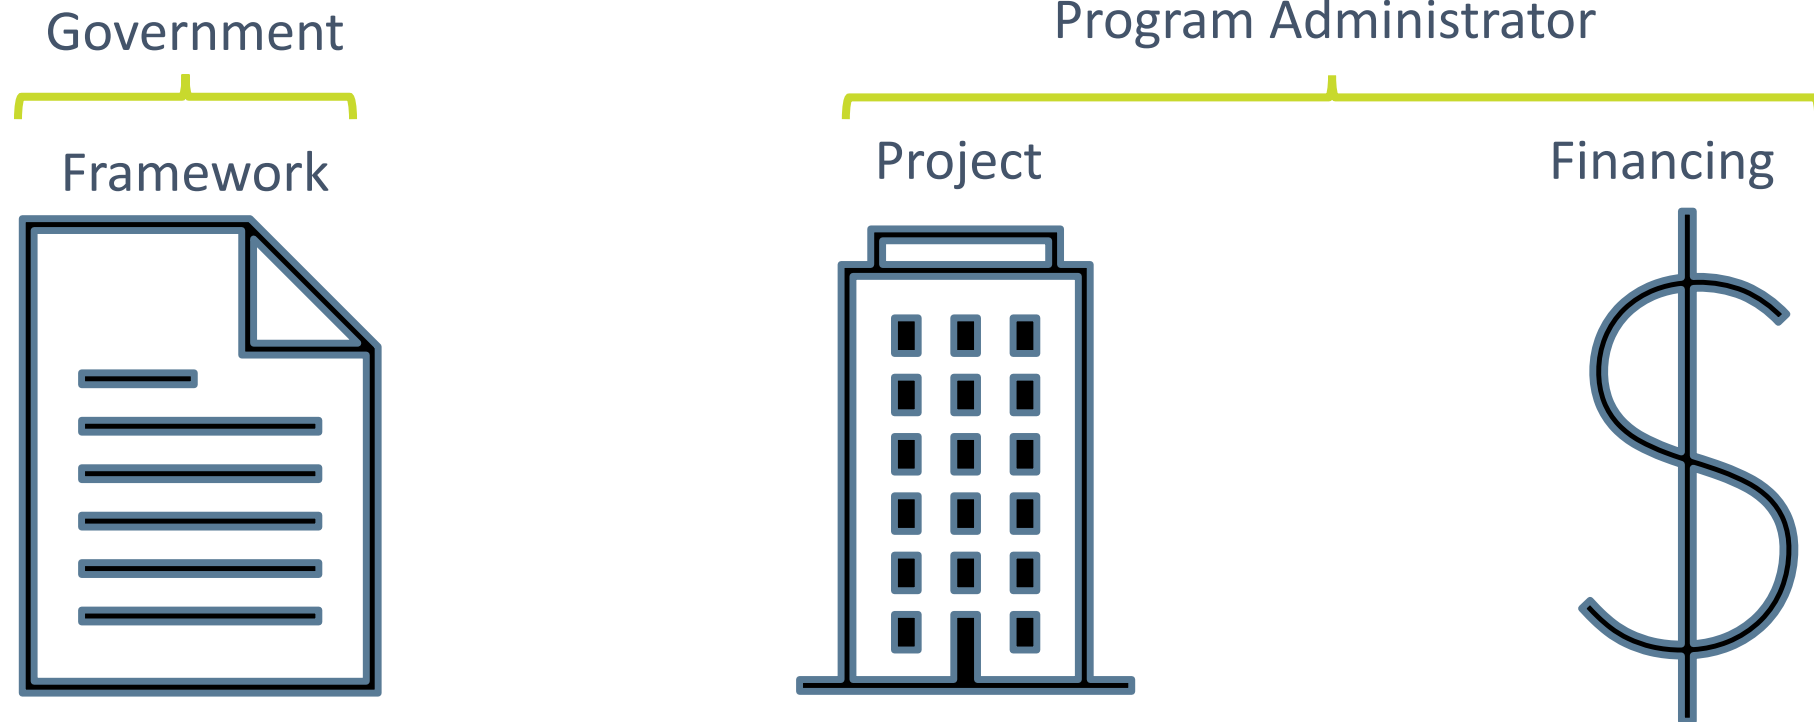 Government
Program Administrator
Framework
Project
Financing